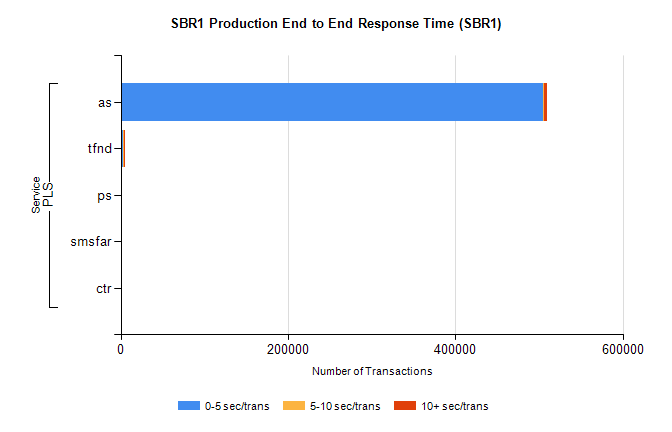 SBR1 Production End to End Response Time (SBR1)
Service
PLS
as
tfnd
ps
smsfar
ctr
0 200000 400000 600000
Number of Transactions
0-5 sec/trans 5-10 sec/trans 10+ sec/trans